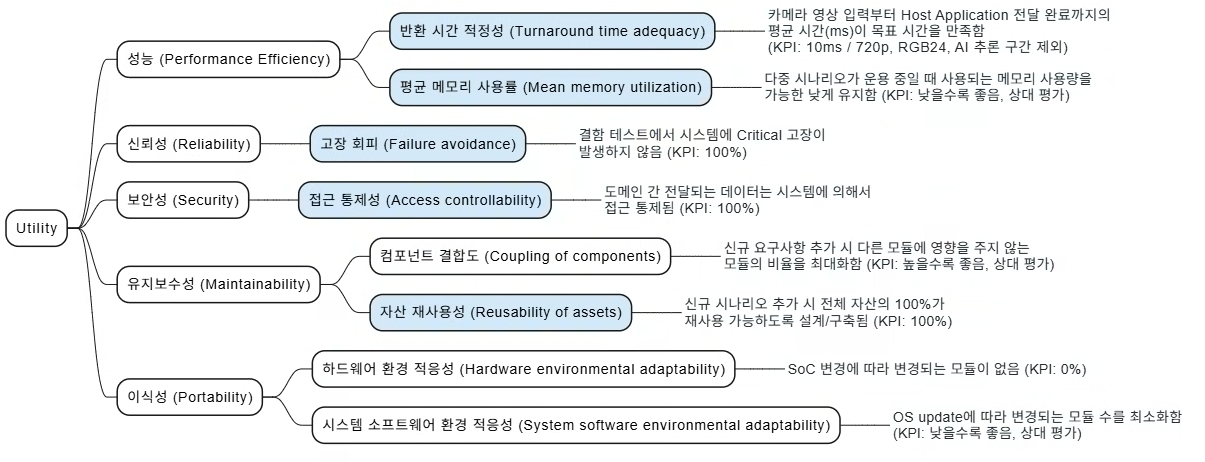 Utility
성능 (Performance Efficiency)
반환 시간 적정성 (Turnaround time adequacy)
카메라 영상 입력부터 Host Application 전달 완료까지의
평균 시간(ms)이 목표 시간을 만족함
(KPI: 10ms / 720p, RGB24, AI 추론 구간 제외)
평균 메모리 사용률 (Mean memory utilization)
다중 시나리오가 운용 중일 때 사용되는 메모리 사용량을
가능한 낮게 유지함 (KPI: 낮을수록 좋음, 상대 평가)
신뢰성 (Reliability)
고장 회피 (Failure avoidance)
결함 테스트에서 시스템에 Critical 고장이
발생하지 않음 (KPI: 100%)
보안성 (Security)
접근 통제성 (Access controllability)
도메인 간 전달되는 데이터는 시스템에 의해서
접근 통제됨 (KPI: 100%)
유지보수성 (Maintainability)
컴포넌트 결합도 (Coupling of components)
신규 요구사항 추가 시 다른 모듈에 영향을 주지 않는
모듈의 비율을 최대화함 (KPI: 높을수록 좋음, 상대 평가)
자산 재사용성 (Reusability of assets)
신규 시나리오 추가 시 전체 자산의 100%가
재사용 가능하도록 설계/구축됨 (KPI: 100%)
이식성 (Portability)
하드웨어 환경 적응성 (Hardware environmental adaptability)
SoC 변경에 따라 변경되는 모듈이 없음 (KPI: 0%)
시스템 소프트웨어 환경 적응성 (System software environmental adaptability)
OS update에 따라 변경되는 모듈 수를 최소화함
(KPI: 낮을수록 좋음, 상대 평가)